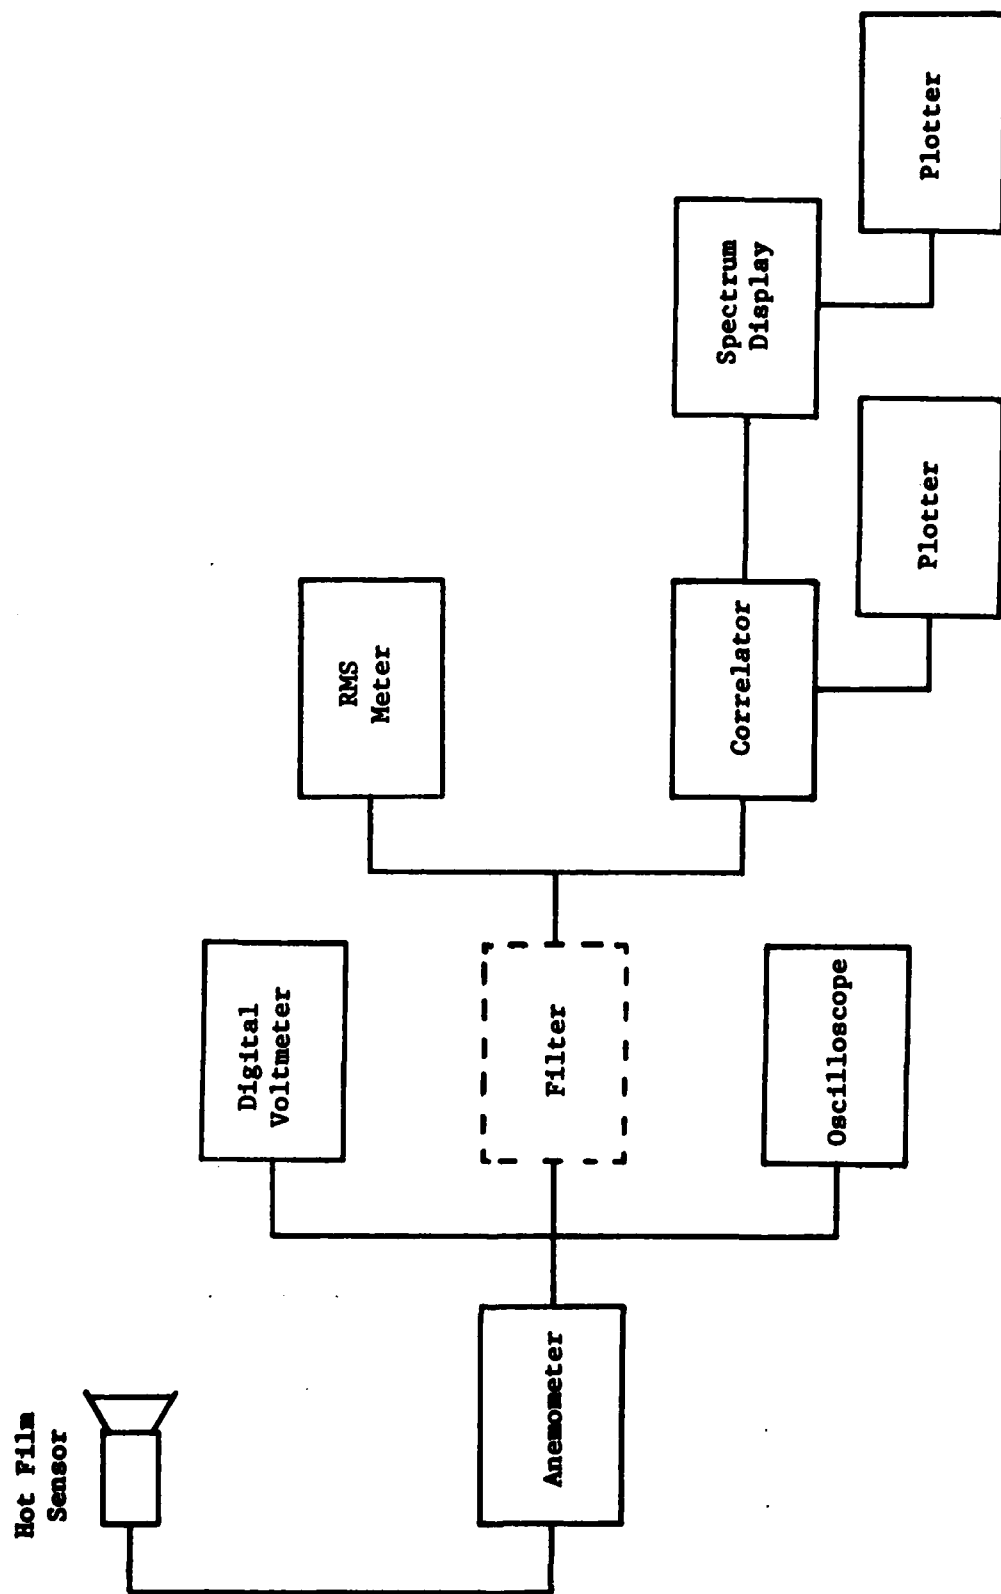 Hot Film
Sensor
Anemometer
Digital
Voltmeter
Filter
Oscilloscope
RMS
Meter
Correlator
Plotter
Spectrum
Display
Plotter